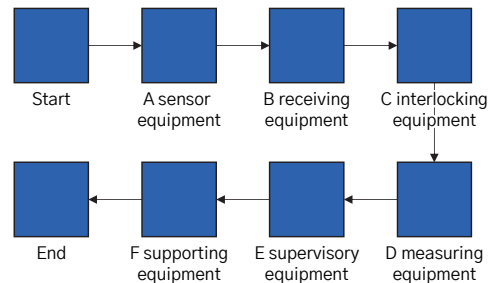 Start
A sensor
equipment
B receiving
equipment
C interlocking
equipment
End
F supporting
equipment
E supervisory
equipment
D measuring
equipment